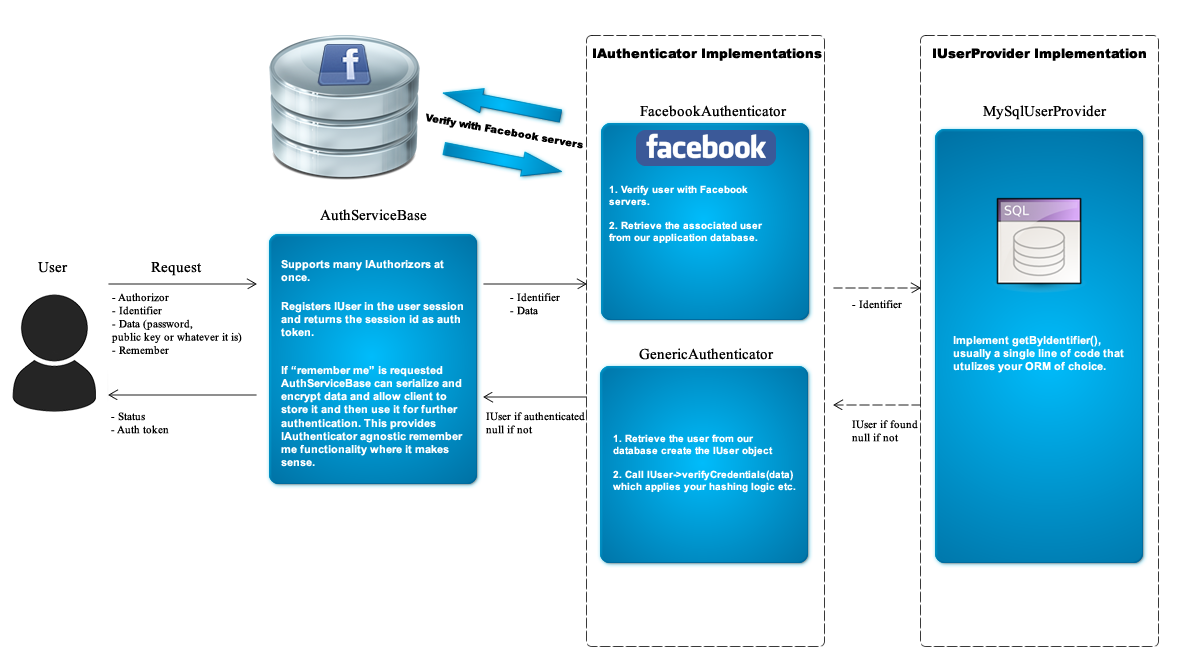 f
Verify with Facebook servers
IAuthenticator Implementations
IUserProvider Implementation
FacebookAuthenticator
facebook
1. Verify user with Facebook
servers.
2. Retrieve the associated user
from our application database.
MySqlUserProvider
SQL
Implement getByIdentifier(),
usually a single line of code that
utulizes your ORM of choice.
AuthServiceBase
Supports many IAuthorizors at
once.
Registers IUser in the user session
and returns the session id as auth
token.
If “remember me” is requested
AuthServiceBase can serialize and
encrypt data and allow client to
store it and then use it for further
authentication. This provides
IAuthenticator agnostic remember
me functionality where it makes
sense.
User
Request
- Authorizor
- Identifier
- Data (password,
public key or whatever it is)
- Remember
- Status
- Auth token
- Identifier
- Data
IUser if authenticated
null if not
GenericAuthenticator
1. Retrieve the user from our
database create the IUser object
2. Call IUser->verifyCredentials(data)
which applies your hashing logic etc.
- Identifier
IUser if found
null if not